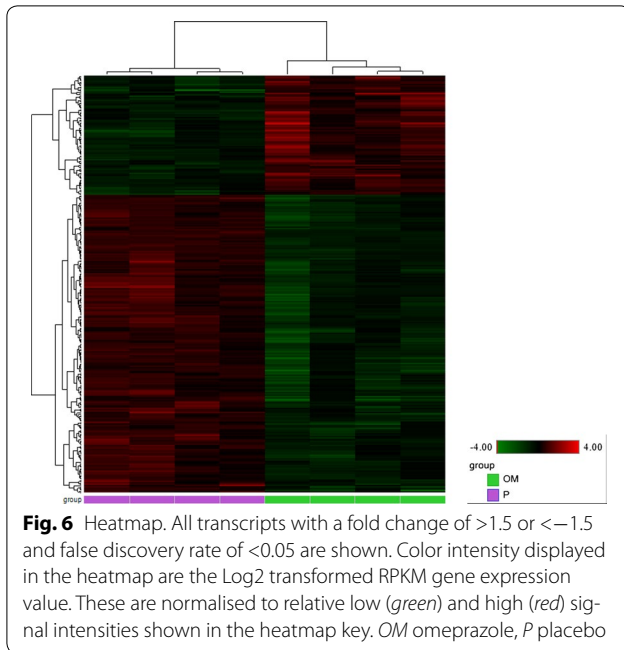 -4.00 4.00
group
OM
P
group
Fig. 6 Heatmap. All transcripts with a fold change of >1.5 or <−1.5
and false discovery rate of <0.05 are shown. Color intensity displayed
in the heatmap are the Log2 transformed RPKM gene expression
value. These are normalised to relative low (green) and high (red) sig-
nal intensities shown in the heatmap key. OM omeprazole, P placebo